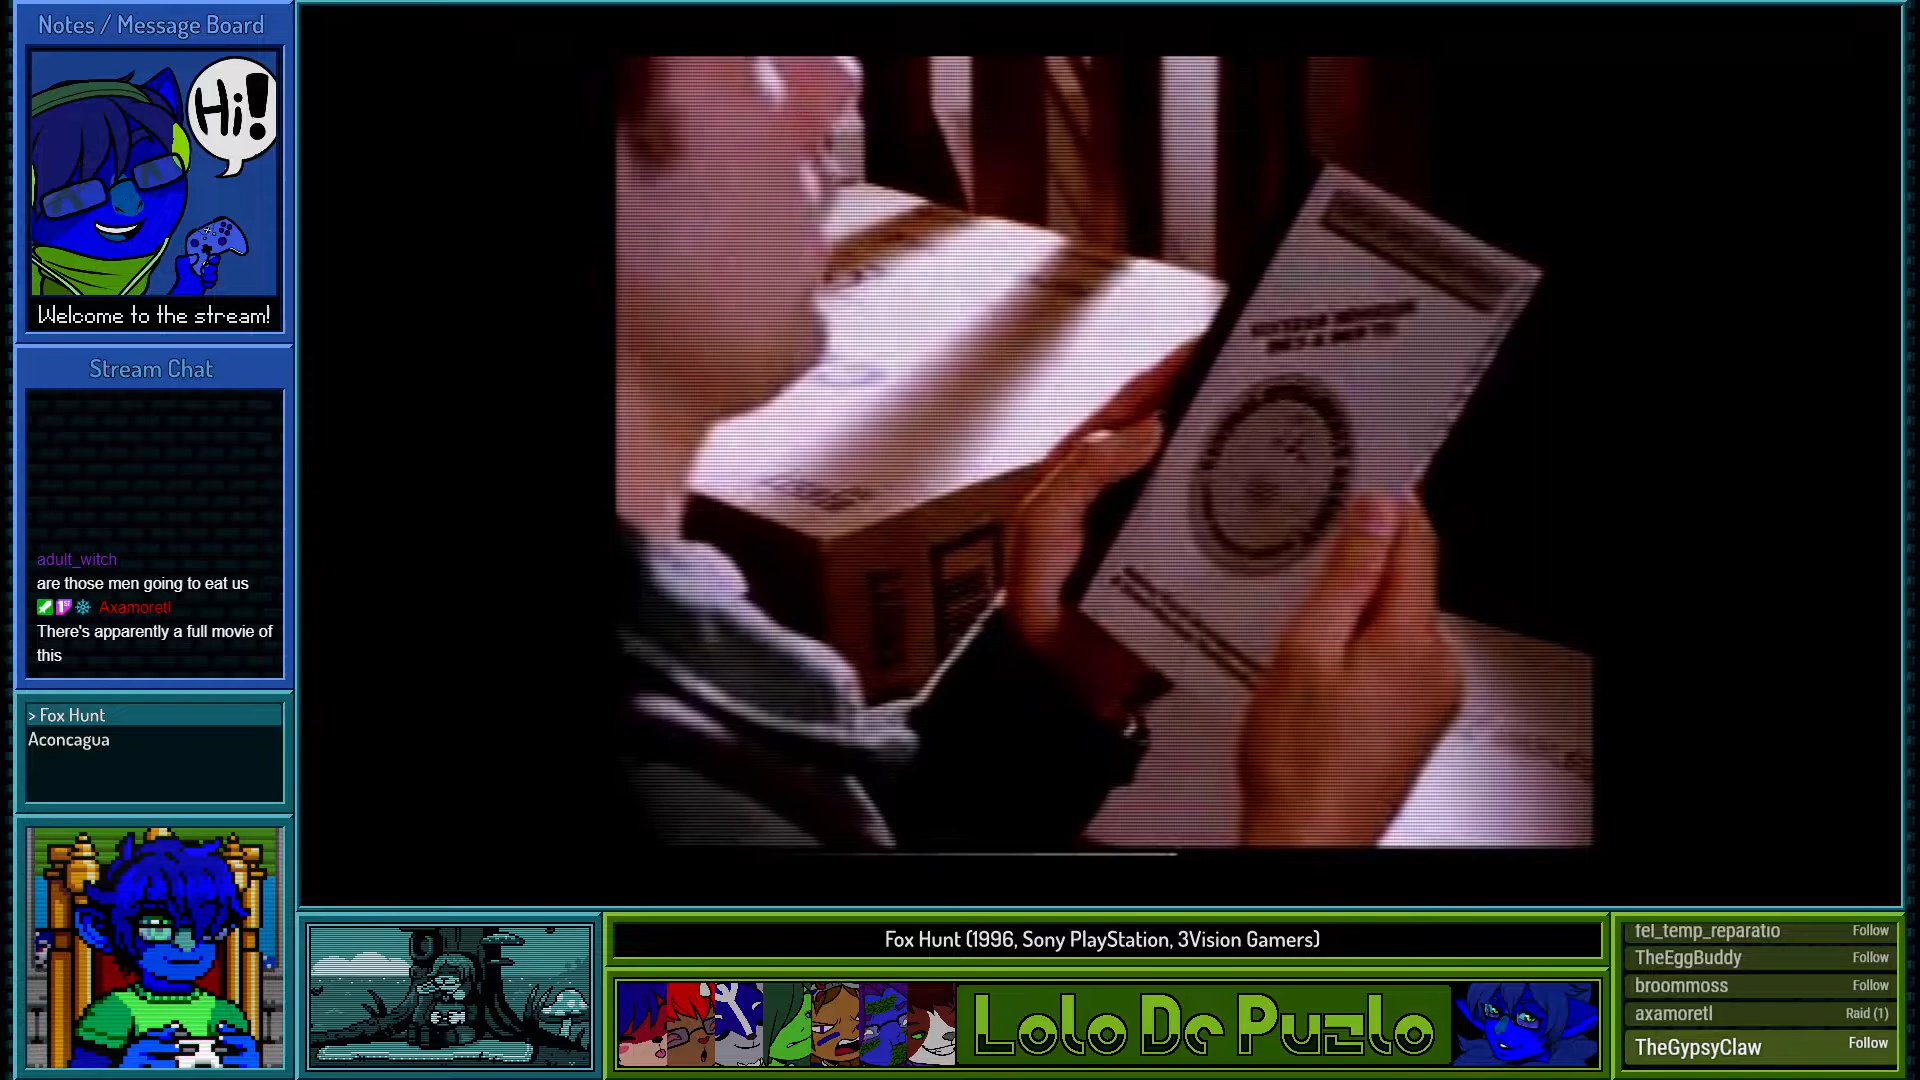 Notes / Message Board
Hi!
Welcome to the stream!
Stream Chat
adult_witch
are those men going to eat us
Axamoretl
There's apparently a full movie of
this
> Fox Hunt
Aconcagua
Fox Hunt (1996, Sony PlayStation, 3Vision Gamers)
Lolo De Puzlo
fel_temp_reparatio Follow
TheEggBuddy Follow
broommoss Follow
axamoretl Raid (1)
TheGypsyClaw Follow